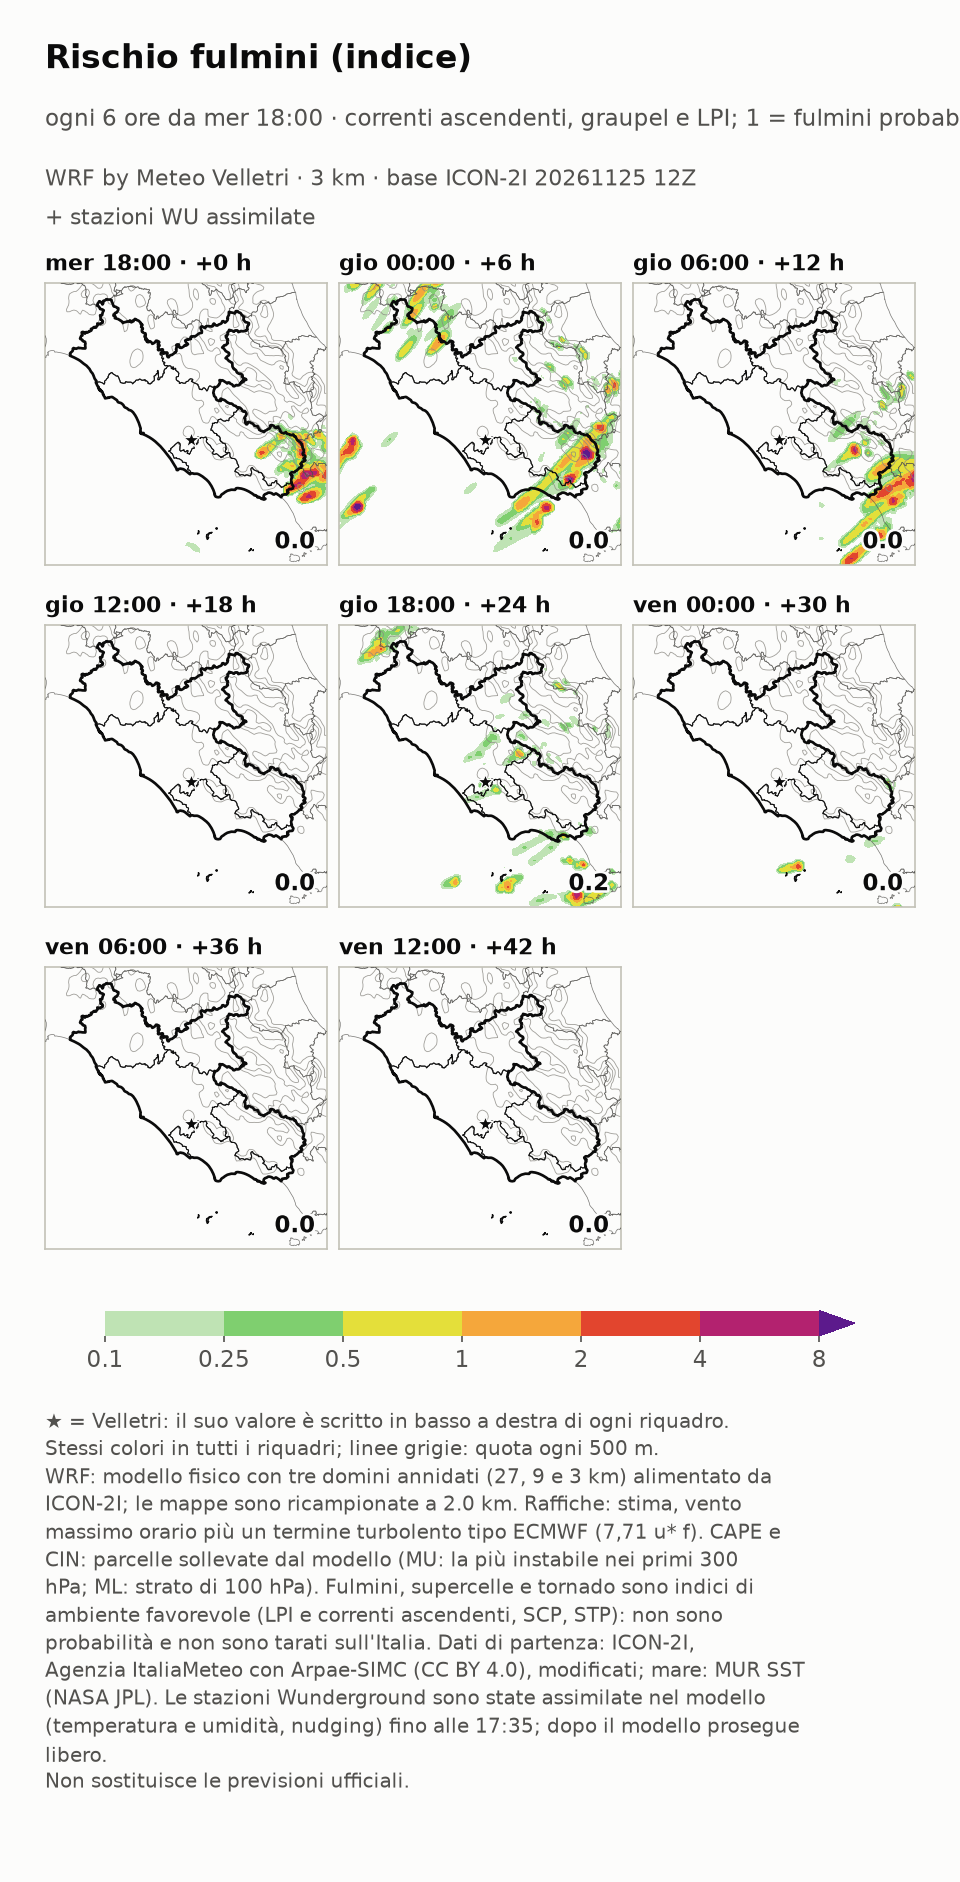 Rischio fulmini (indice)
ogni 6 ore da mer 18:00 · correnti ascendenti, graupel e LPI; 1 = fulmini probab
WRF by Meteo Velletri · 3 km · base ICON-2I 20261125 12Z
+ stazioni WU assimilate
mer 18:00 · +0 h
gio 00:00 · +6 h
gio 06:00 · +12 h
0.0
0.0
0.0
gio 12:00 · +18 h
gio 18:00 · +24 h
ven 00:00 · +30 h
0.0
0.2
0.0
ven 06:00 · +36 h
ven 12:00 · +42 h
0.0
0.0
0.1
0.25
0.5
1
2
4
8
★ = Velletri: il suo valore è scritto in basso a destra di ogni riquadro.
Stessi colori in tutti i riquadri; linee grigie: quota ogni 500 m.
WRF: modello fisico con tre domini annidati (27, 9 e 3 km) alimentato da
ICON-2I; le mappe sono ricampionate a 2.0 km. Raffiche: stima, vento
massimo orario più un termine turbolento tipo ECMWF (7,71 u* f). CAPE e
CIN: parcelle sollevate dal modello (MU: la più instabile nei primi 300
hPa; ML: strato di 100 hPa). Fulmini, supercelle e tornado sono indici di
ambiente favorevole (LPI e correnti ascendenti, SCP, STP): non sono
probabilità e non sono tarati sull'Italia. Dati di partenza: ICON-2I,
Agenzia ItaliaMeteo con Arpae-SIMC (CC BY 4.0), modificati; mare: MUR SST
(NASA JPL). Le stazioni Wunderground sono state assimilate nel modello
(temperatura e umidità, nudging) fino alle 17:35; dopo il modello prosegue
libero.
Non sostituisce le previsioni ufficiali.